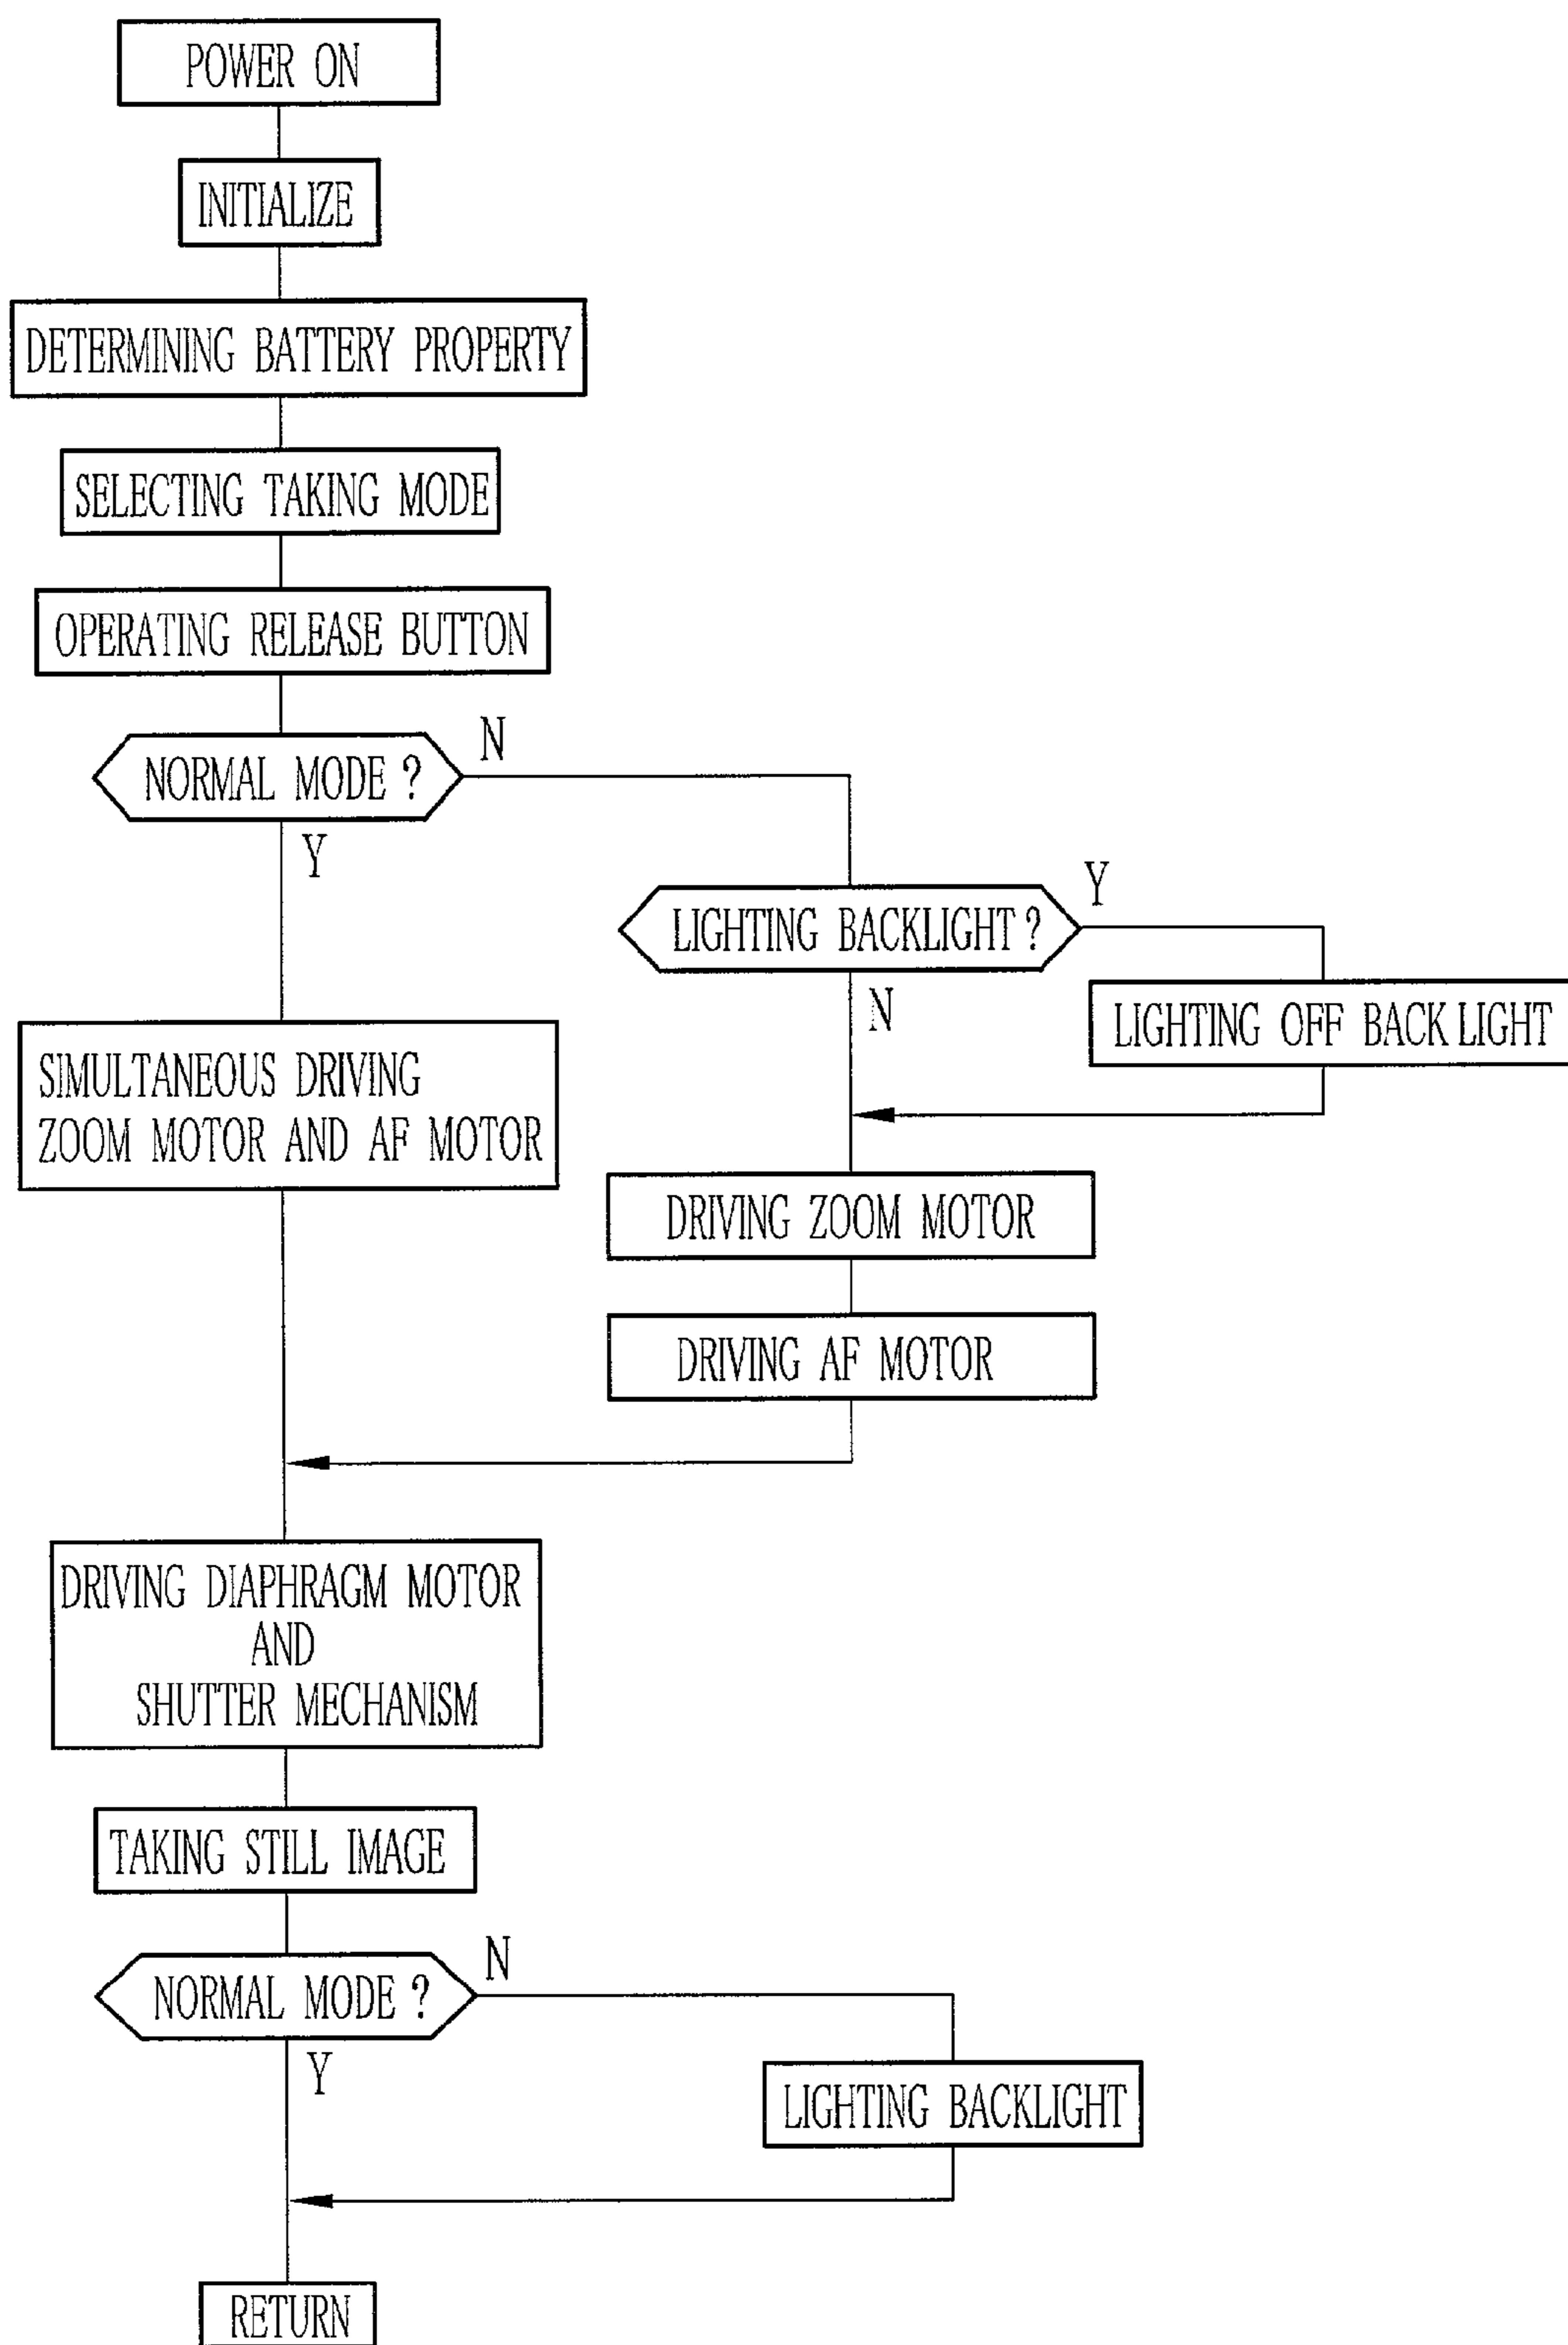 POWER ON
INITIALIZE
DETERMINING BATTERY PROPERTY
SELECTING TAKING MODE
OPERATING RELEASE BUTTON
NORMAL MODE ?
N
Y
LIGHTING BACKLIGHT ?
Y
N
LIGHTING OFF BACK LIGHT
SIMULTANEOUS DRIVING
ZOOM MOTOR AND AF MOTOR
DRIVING ZOOM MOTOR
DRIVING AF MOTOR
DRIVING DIAPHRAGM MOTOR
AND
SHUTTER MECHANISM
TAKING STILL IMAGE
NORMAL MODE ?
N
Y
LIGHTING BACKLIGHT
RETURN